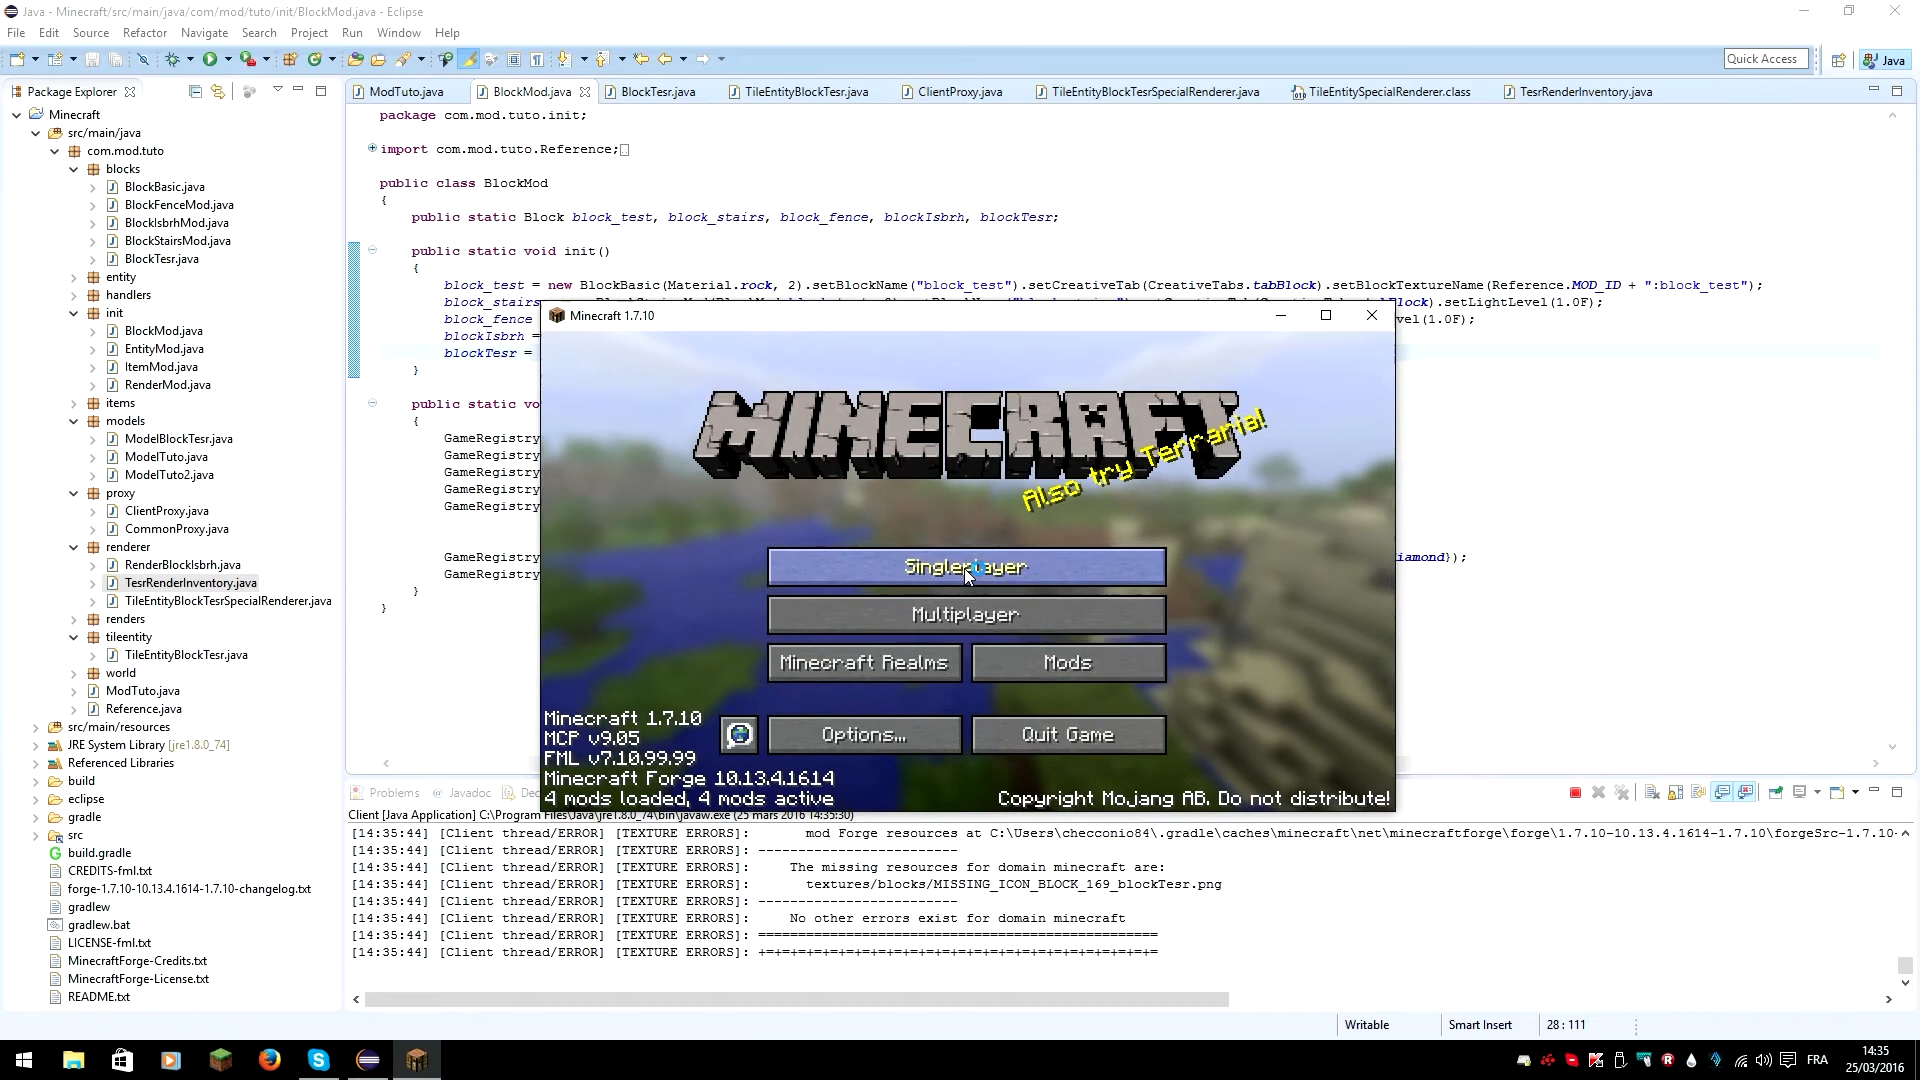 Java - Minecraft/src/main/java/com/mod/tuto/init/BlockMod.java - Eclipse
File Edit Source Refactor Navigate Search Project Run Window Help
Quick Access
Java
Package Explorer
ModTuto.java
BlockMod.java
BlockTesr.java
TileEntityBlockTesr.java
ClientProxy.java
TileEntityBlockTesrSpecialRenderer.java
TileEntitySpecialRenderer.class
TesrRenderInventory.java
Minecraft
src/main/java
com.mod.tuto
blocks
BlockBasic.java
BlockFenceMod.java
BlockIsbrhMod.java
BlockStairsMod.java
BlockTesr.java
entity
handlers
init
BlockMod.java
EntityMod.java
ItemMod.java
RenderMod.java
items
models
ModelBlockTesr.java
ModelTuto.java
ModelTuto2.java
proxy
ClientProxy.java
CommonProxy.java
renderer
RenderBlockIsbrh.java
TesrRenderInventory.java
TileEntityBlockTesrSpecialRenderer.java
renders
tileentity
TileEntityBlockTesr.java
world
ModTuto.java
Reference.java
src/main/resources
JRE System Library [jre1.8.0_74]
Referenced Libraries
build
eclipse
gradle
src
build.gradle
CREDITS-fml.txt
forge-1.7.10-10.13.4.1614-1.7.10-changelog.txt
gradlew
gradlew.bat
LICENSE-fml.txt
MinecraftForge-Credits.txt
MinecraftForge-License.txt
README.txt
package com.mod.tuto.init;
import com.mod.tuto.Reference;
public class BlockMod
{
public static Block block_test, block_stairs, block_fence, blockIsbrh, blockTesr;
public static void init()
{
block_test = new BlockBasic(Material.rock, 2).setBlockName("block_test").setCreativeTab(CreativeTabs.tabBlock).setBlockTextureName(Reference.MOD_ID + ":block_test");
block_stairs
lock).setLightLevel(1.0F);
block_fence
vel(1.0F);
blockIsbrh =
blockTesr =
}
public static vo
{
GameRegistry
GameRegistry
GameRegistry
GameRegistry
GameRegistry
GameRegistry
iamond});
GameRegistry
}
}
Minecraft 1.7.10
MINECRAFT
Also try Terraria!
Singleplayer
Multiplayer
Minecraft Realms
Mods
Options...
Quit Game
Minecraft 1.7.10
MCP v9.05
FML v7.10.99.99
Minecraft Forge 10.13.4.1614
4 mods loaded, 4 mods active
Copyright Mojang AB. Do not distribute!
Problems
Javadoc
Client [Java Application] C:\Program Files\Java\jre1.8.0_74\bin\javaw.exe (25 mars 2016 14:35:30)
[14:35:44] [Client thread/ERROR] [TEXTURE ERRORS]: mod Forge resources at C:\Users\checconio84\.gradle\caches\minecraft\net\minecraftforge\forge\1.7.10-10.13.4.1614-1.7.10\forgeSrc-1.7.10-
[14:35:44] [Client thread/ERROR] [TEXTURE ERRORS]: -------------------------
[14:35:44] [Client thread/ERROR] [TEXTURE ERRORS]: The missing resources for domain minecraft are:
[14:35:44] [Client thread/ERROR] [TEXTURE ERRORS]: textures/blocks/MISSING_ICON_BLOCK_169_blockTesr.png
[14:35:44] [Client thread/ERROR] [TEXTURE ERRORS]: -------------------------
[14:35:44] [Client thread/ERROR] [TEXTURE ERRORS]: No other errors exist for domain minecraft
[14:35:44] [Client thread/ERROR] [TEXTURE ERRORS]: ==================================================
[14:35:44] [Client thread/ERROR] [TEXTURE ERRORS]: +=+=+=+=+=+=+=+=+=+=+=+=+=+=+=+=+=+=+=+=+=+=+=+=+=
Writable
Smart Insert
28 : 111
FRA
14:35
25/03/2016